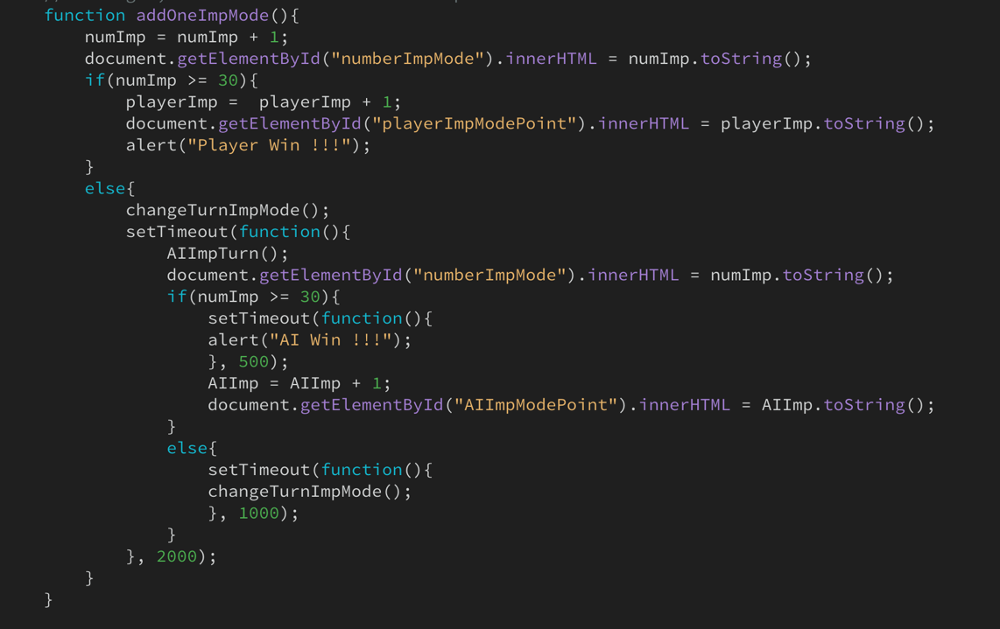 function addOneImpMode(){
    numImp = numImp + 1;
    document.getElementById("numberImpMode").innerHTML = numImp.toString();
    if(numImp >= 30){
        playerImp =  playerImp + 1;
        document.getElementById("playerImpModePoint").innerHTML = playerImp.toString();
        alert("Player Win !!!");
    }
    else{
        changeTurnImpMode();
        setTimeout(function(){
            AIImpTurn();
            document.getElementById("numberImpMode").innerHTML = numImp.toString();
            if(numImp >= 30){
                setTimeout(function(){
                alert("AI Win !!!");
                }, 500);
                AIImp = AIImp + 1;
                document.getElementById("AIImpModePoint").innerHTML = AIImp.toString();
            }
            else{
                setTimeout(function(){
                changeTurnImpMode();
                }, 1000);
            }
        }, 2000);
    }
}